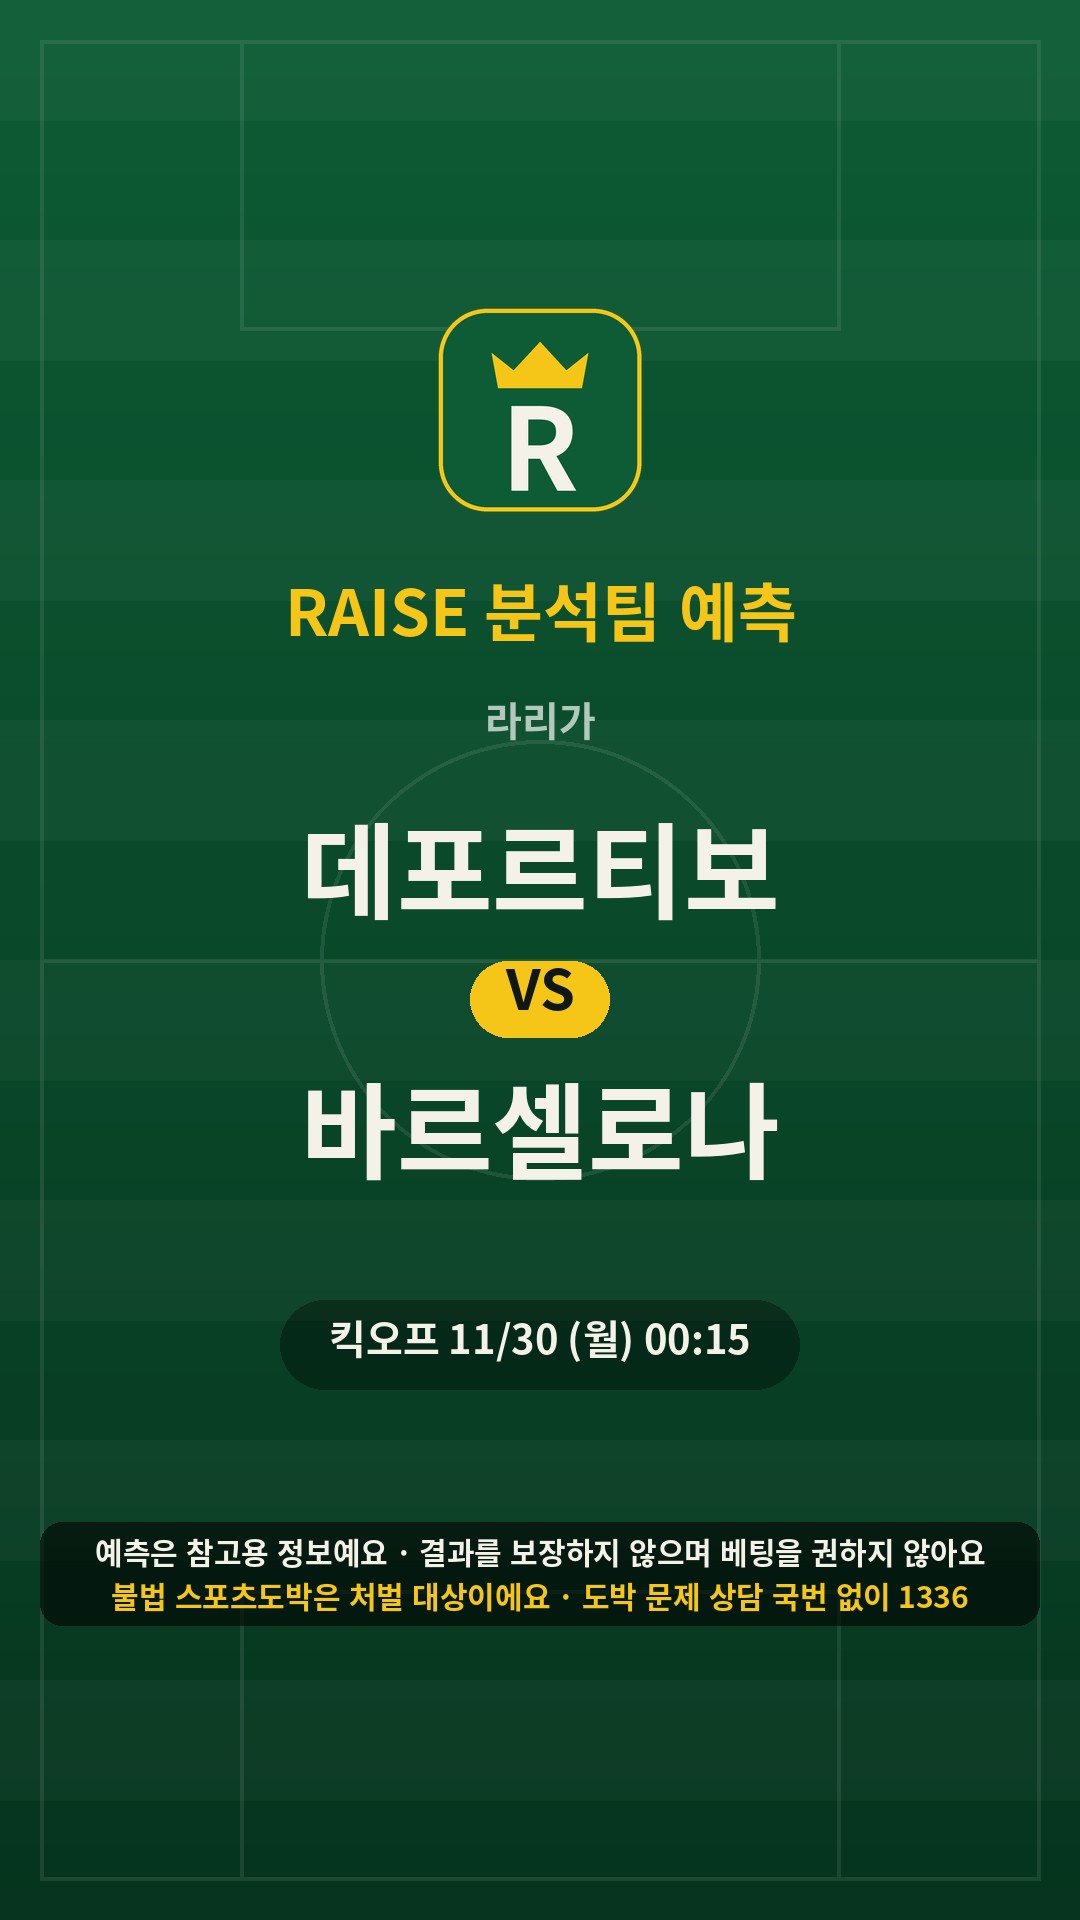 R
RAISE 분석팀 예측
라리가
데포르티보
VS
바르셀로나
킥오프 11/30 (월) 00:15
예측은 참고용 정보예요 · 결과를 보장하지 않으며 베팅을 권하지 않아요
불법 스포츠도박은 처벌 대상이에요 · 도박 문제 상담 국번 없이 1336